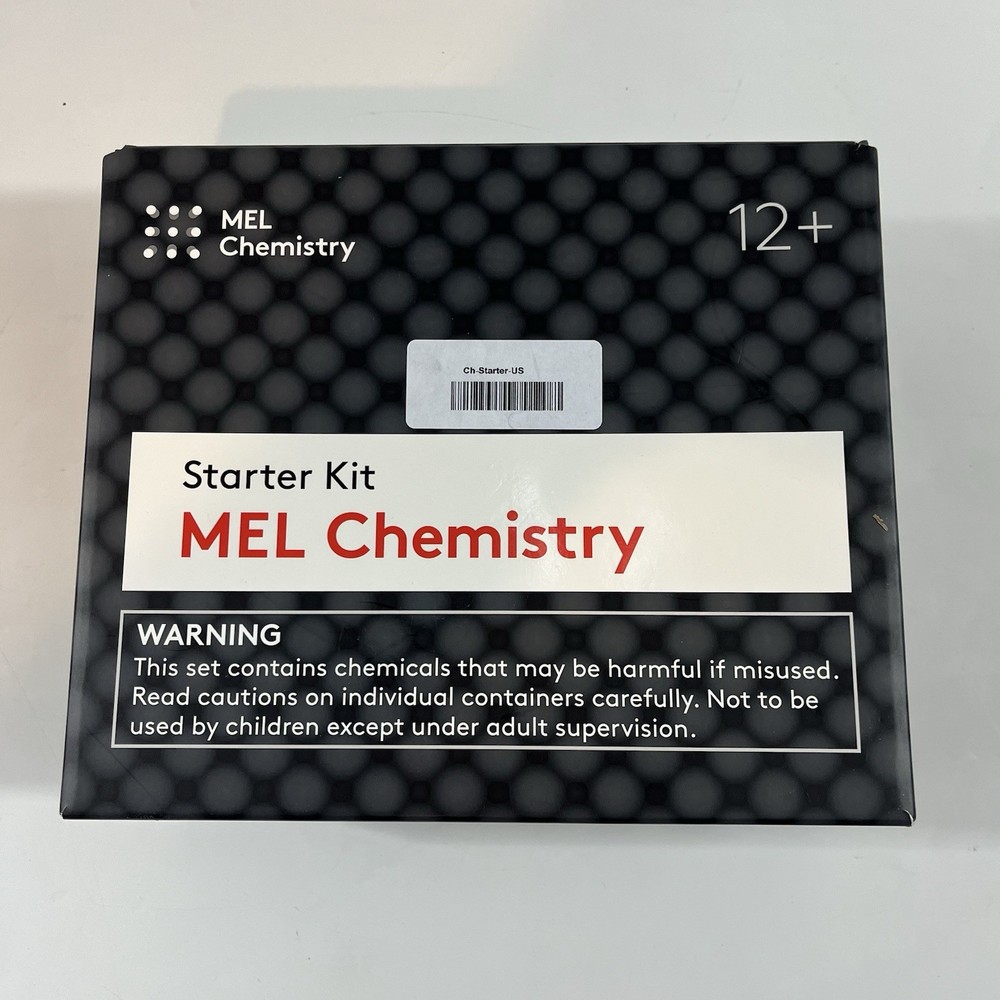 MEL
Chemistry
12+
Ch-Starter-US
Starter Kit
MEL Chemistry
WARNING
This set contains chemicals that may be harmful if misused.
Read cautions on individual containers carefully. Not to be
used by children except under adult supervision.